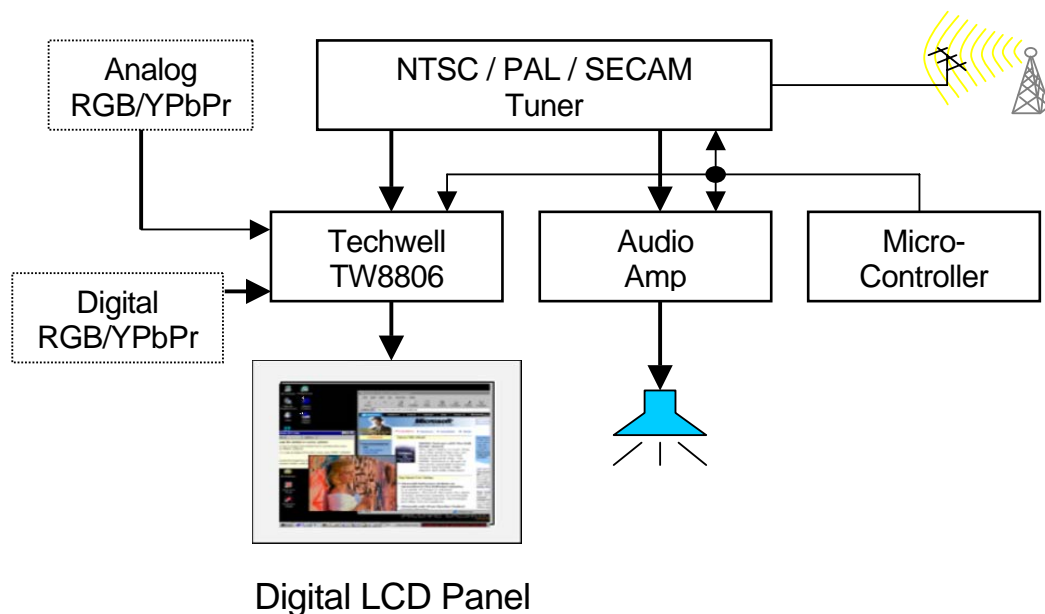 Analog
RGB/YPbPr
NTSC / PAL / SECAM
Tuner
Techwell
TW8806
Audio
Amp
Micro-
Controller
Digital
RGB/YPbPr
Microsoft
Digital LCD Panel